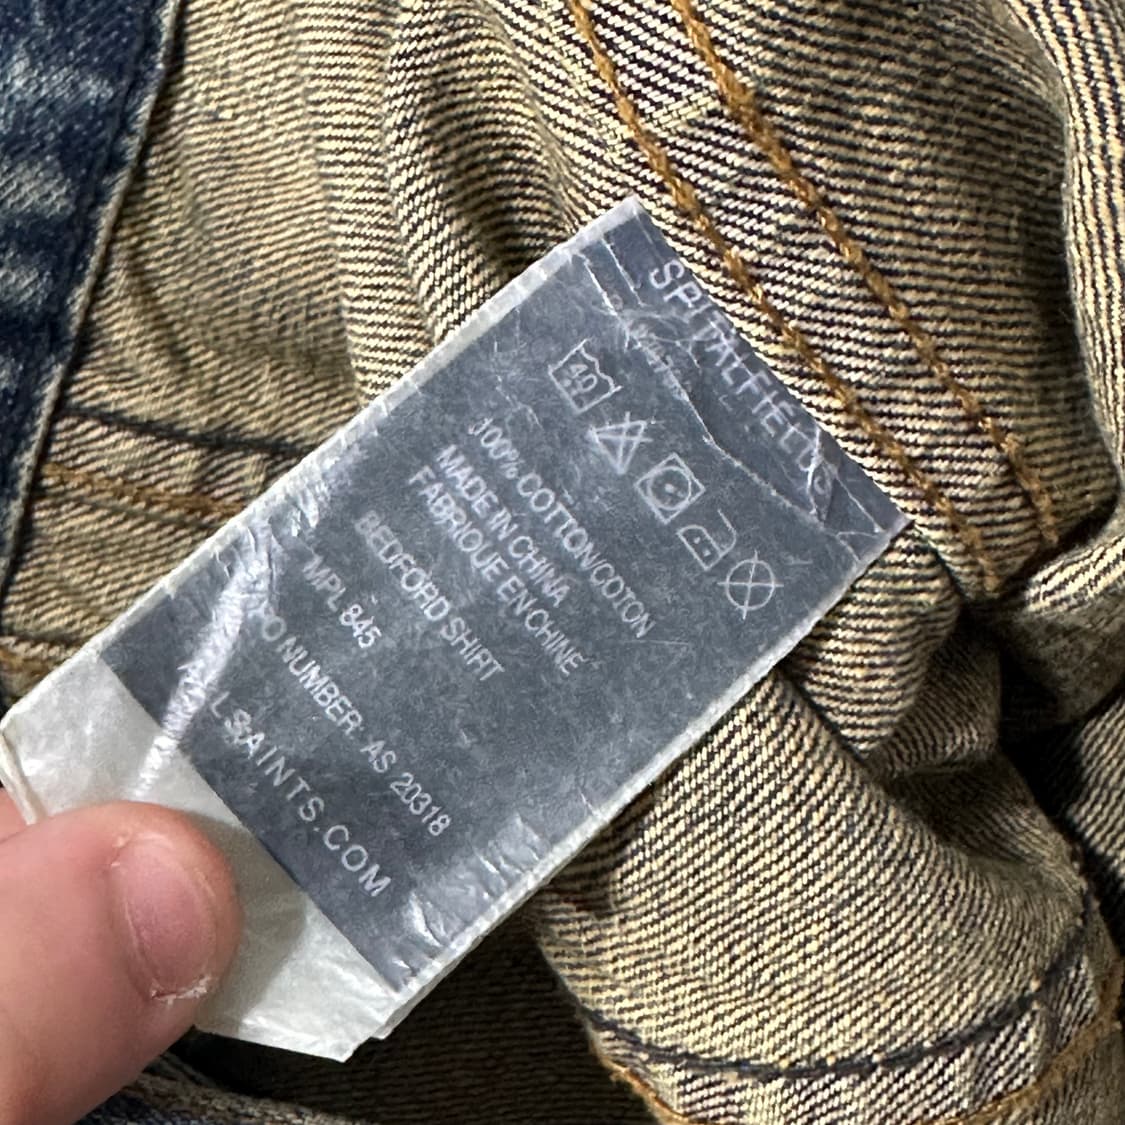 SPITALFIELDS
40
100% COTTON/COTON
MADE IN CHINA
FABRIQUE EN CHINE
BEDFORD SHIRT
MPL 845
PO NUMBER: AS 20318
ALLSAINTS.COM